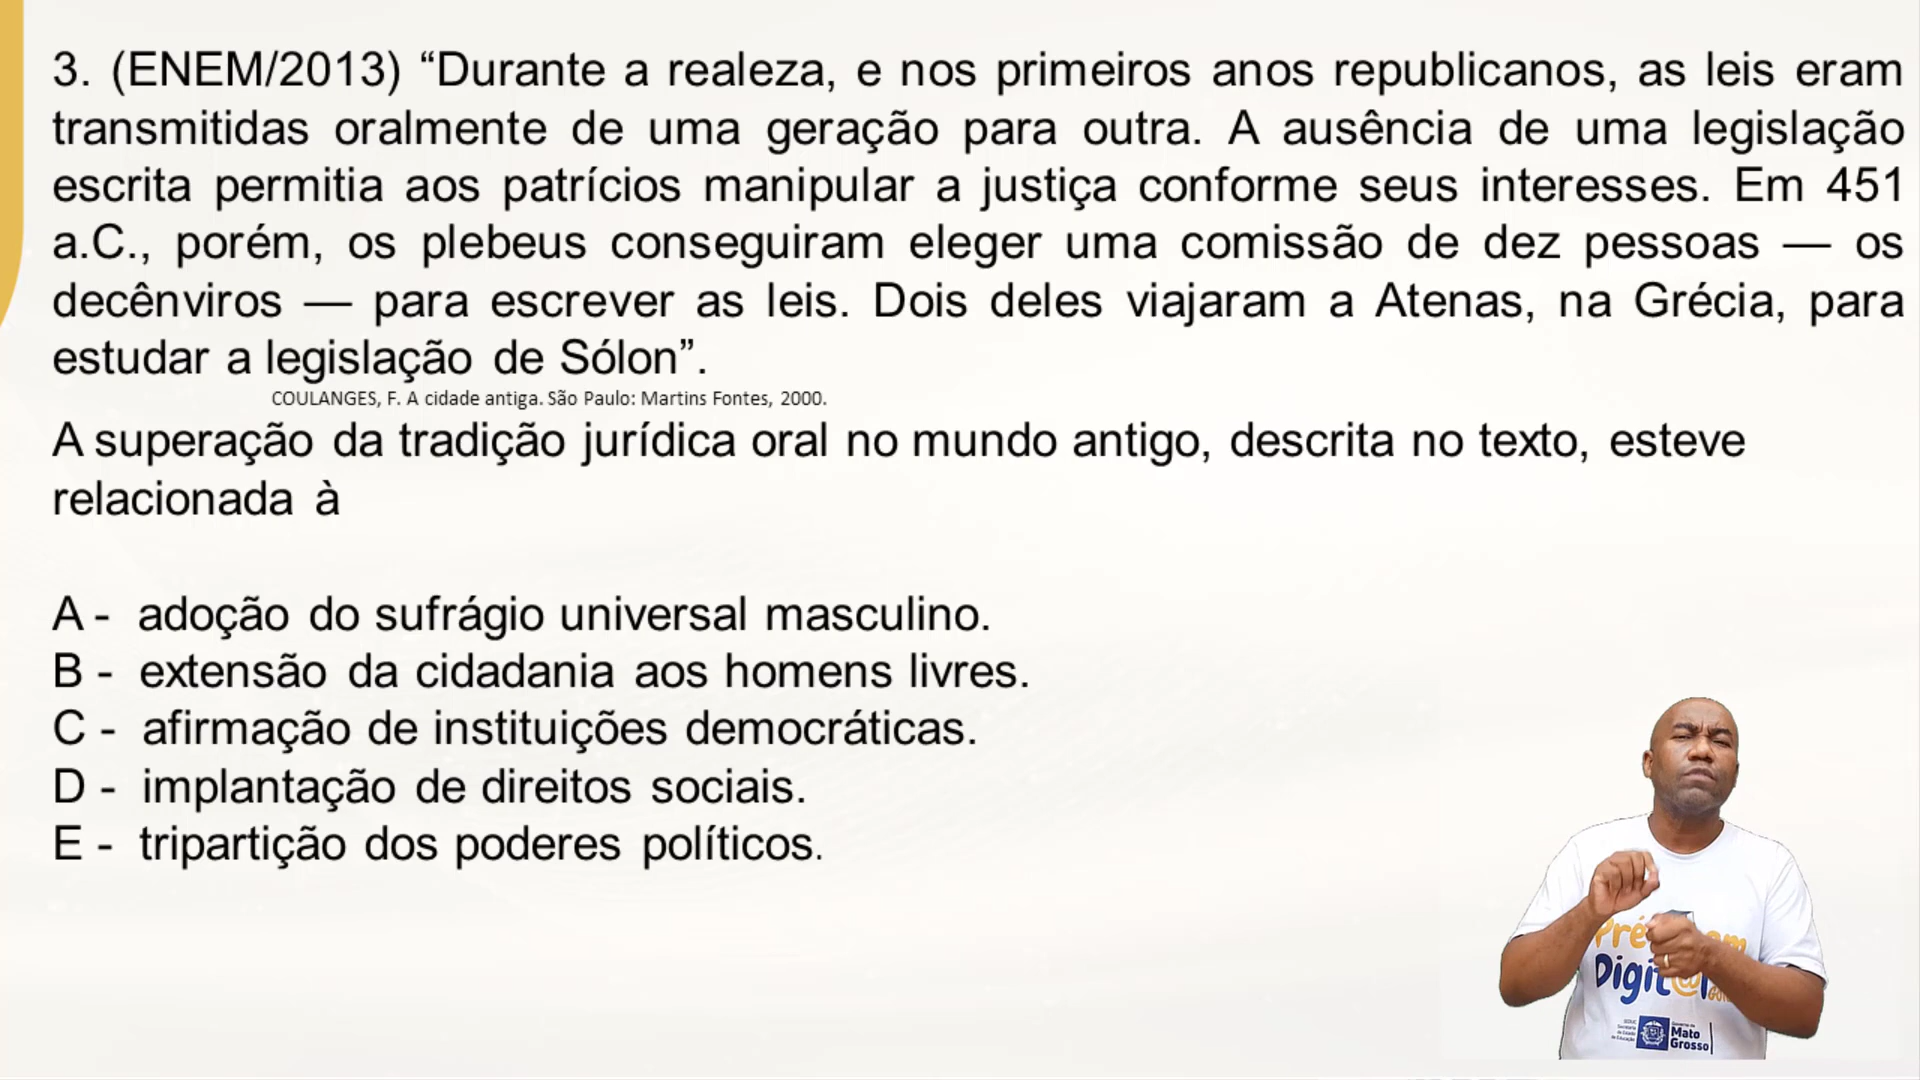 3. (ENEM/2013) “Durante a realeza, e nos primeiros anos republicanos, as leis eram
transmitidas oralmente de uma geração para outra. A ausência de uma legislação
escrita permitia aos patrícios manipular a justiça conforme seus interesses. Em 451
a.C., porém, os plebeus conseguiram eleger uma comissão de dez pessoas — os
decênviros — para escrever as leis. Dois deles viajaram a Atenas, na Grécia, para
estudar a legislação de Sólon”.
COULANGES, F. A cidade antiga. São Paulo: Martins Fontes, 2000.
A superação da tradição jurídica oral no mundo antigo, descrita no texto, esteve
relacionada à
A - adoção do sufrágio universal masculino.
B - extensão da cidadania aos homens livres.
C - afirmação de instituições democráticas.
D - implantação de direitos sociais.
E - tripartição dos poderes políticos.
Mato
Grosso